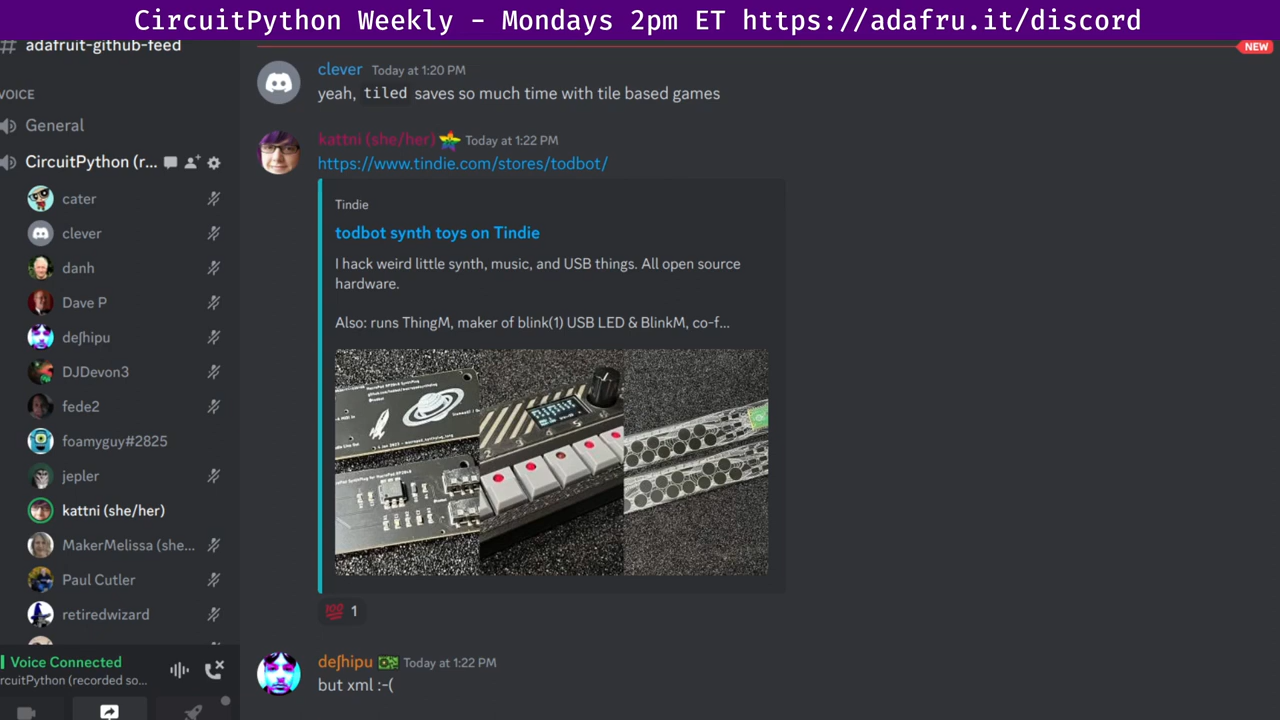 CircuitPython Weekly - Mondays 2pm ET https://adafru.it/discord
# adafruit-github-feed
VOICE
General
CircuitPython (r...
cater
clever
danh
Dave P
deʃhipu
DJDevon3
fede2
foamyguy#2825
jepler
kattni (she/her)
MakerMelissa (she...
Paul Cutler
retiredwizard
Voice Connected
rcuitPython (recorded so...
NEW
clever Today at 1:20 PM
yeah, tiled saves so much time with tile based games
kattni (she/her) Today at 1:22 PM
https://www.tindie.com/stores/todbot/
Tindie
todbot synth toys on Tindie
I hack weird little synth, music, and USB things. All open source
hardware.
Also: runs ThingM, maker of blink(1) USB LED & BlinkM, co-f...
100 1
deʃhipu Today at 1:22 PM
but xml :-(